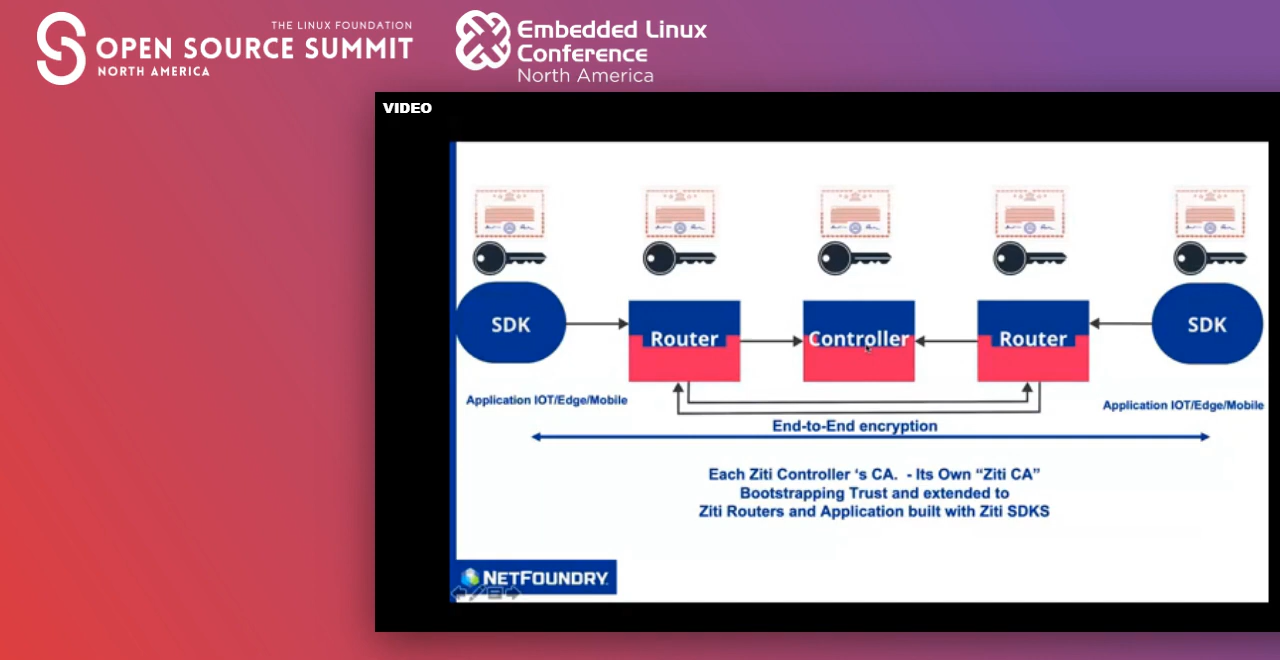 THE LINUX FOUNDATION
OPEN SOURCE SUMMIT
NORTH AMERICA
Embedded Linux
Conference
North America
VIDEO
SDK
Router
Controller
Router
SDK
Application IOT/Edge/Mobile
Application IOT/Edge/Mobile
End-to-End encryption
Each Ziti Controller ‘s CA. - Its Own “Ziti CA”
Bootstrapping Trust and extended to
Ziti Routers and Application built with Ziti SDKS
NETFOUNDRY